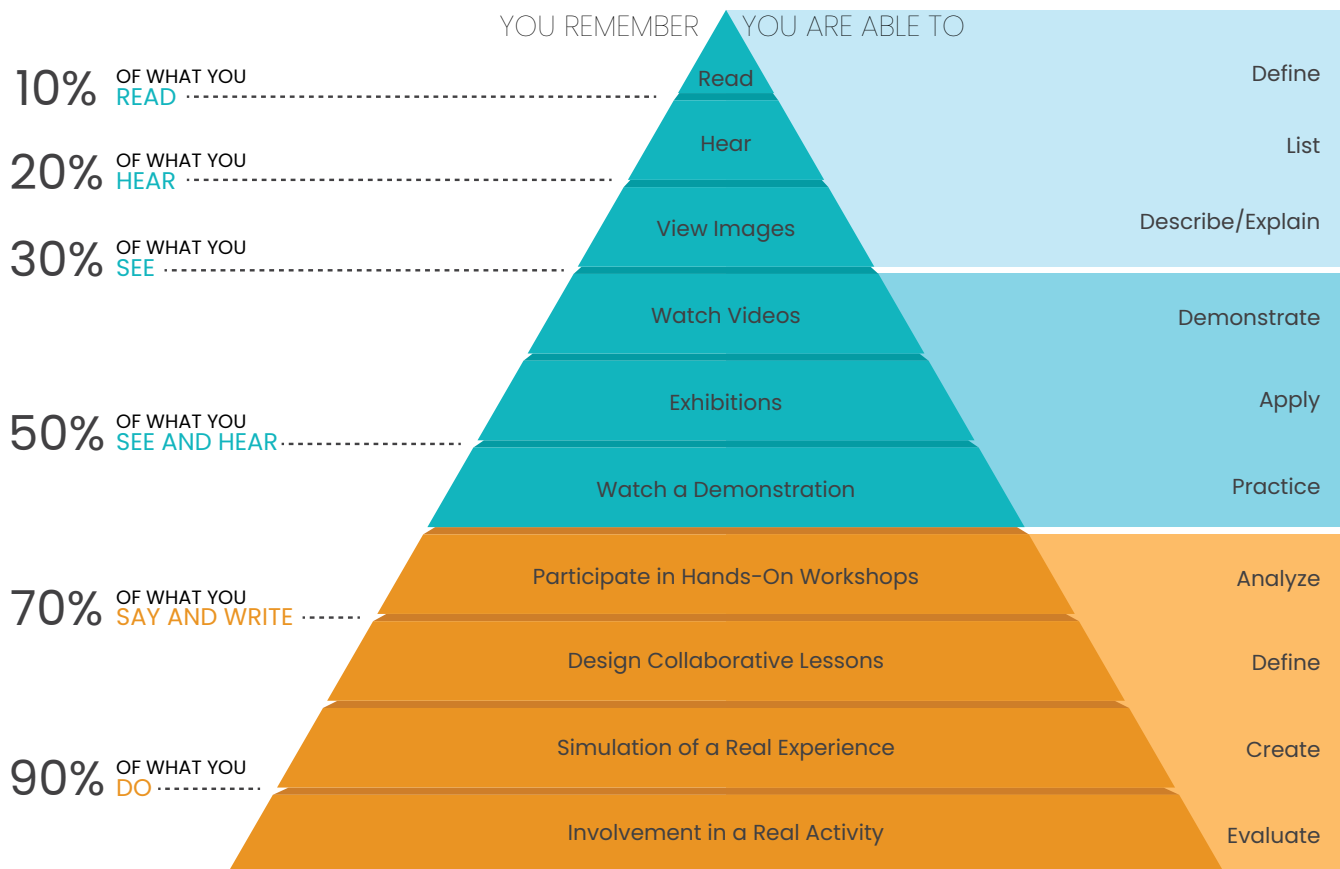 YOU REMEMBER
YOU ARE ABLE TO
10%
OF WHAT YOU
READ
Read
Define
20%
OF WHAT YOU
HEAR
Hear
List
30%
OF WHAT YOU
SEE
View Images
Describe/Explain
Watch Videos
Demonstrate
50%
OF WHAT YOU
SEE AND HEAR
Exhibitions
Apply
Watch a Demonstration
Practice
70%
OF WHAT YOU
SAY AND WRITE
Participate in Hands-On Workshops
Analyze
Design Collaborative Lessons
Define
90%
OF WHAT YOU
DO
Simulation of a Real Experience
Create
Involvement in a Real Activity
Evaluate